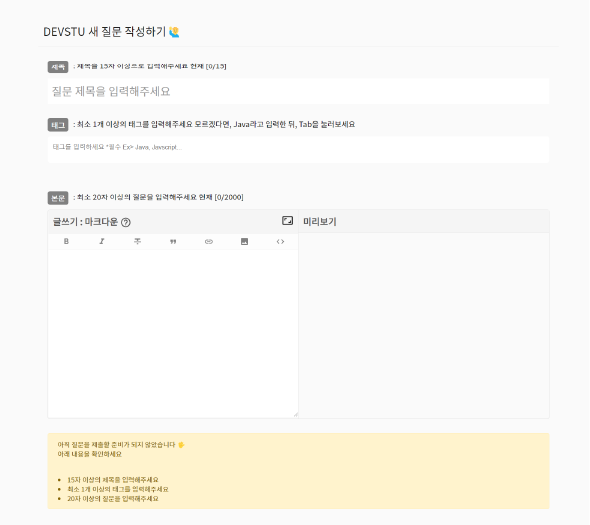 DEVSTU 새 질문 작성하기
제목 : 제목을 15자 이상으로 입력해주세요 현재 [0/15]
질문 제목을 입력해주세요
태그 : 최소 1개 이상의 태그를 입력해주세요 모르겠다면, Java라고 입력한 뒤, Tab을 눌러보세요
태그를 입력하세요 *필수 Ex> Java, Javascript...
본문 : 최소 20자 이상의 질문을 입력해주세요 현재 [0/2000]
글쓰기 : 마크다운
미리보기
아직 질문을 제출할 준비가 되지 않았습니다
아래 내용을 확인하세요
15자 이상의 제목을 입력해주세요
최소 1개 이상의 태그를 입력해주세요
20자 이상의 질문을 입력해주세요